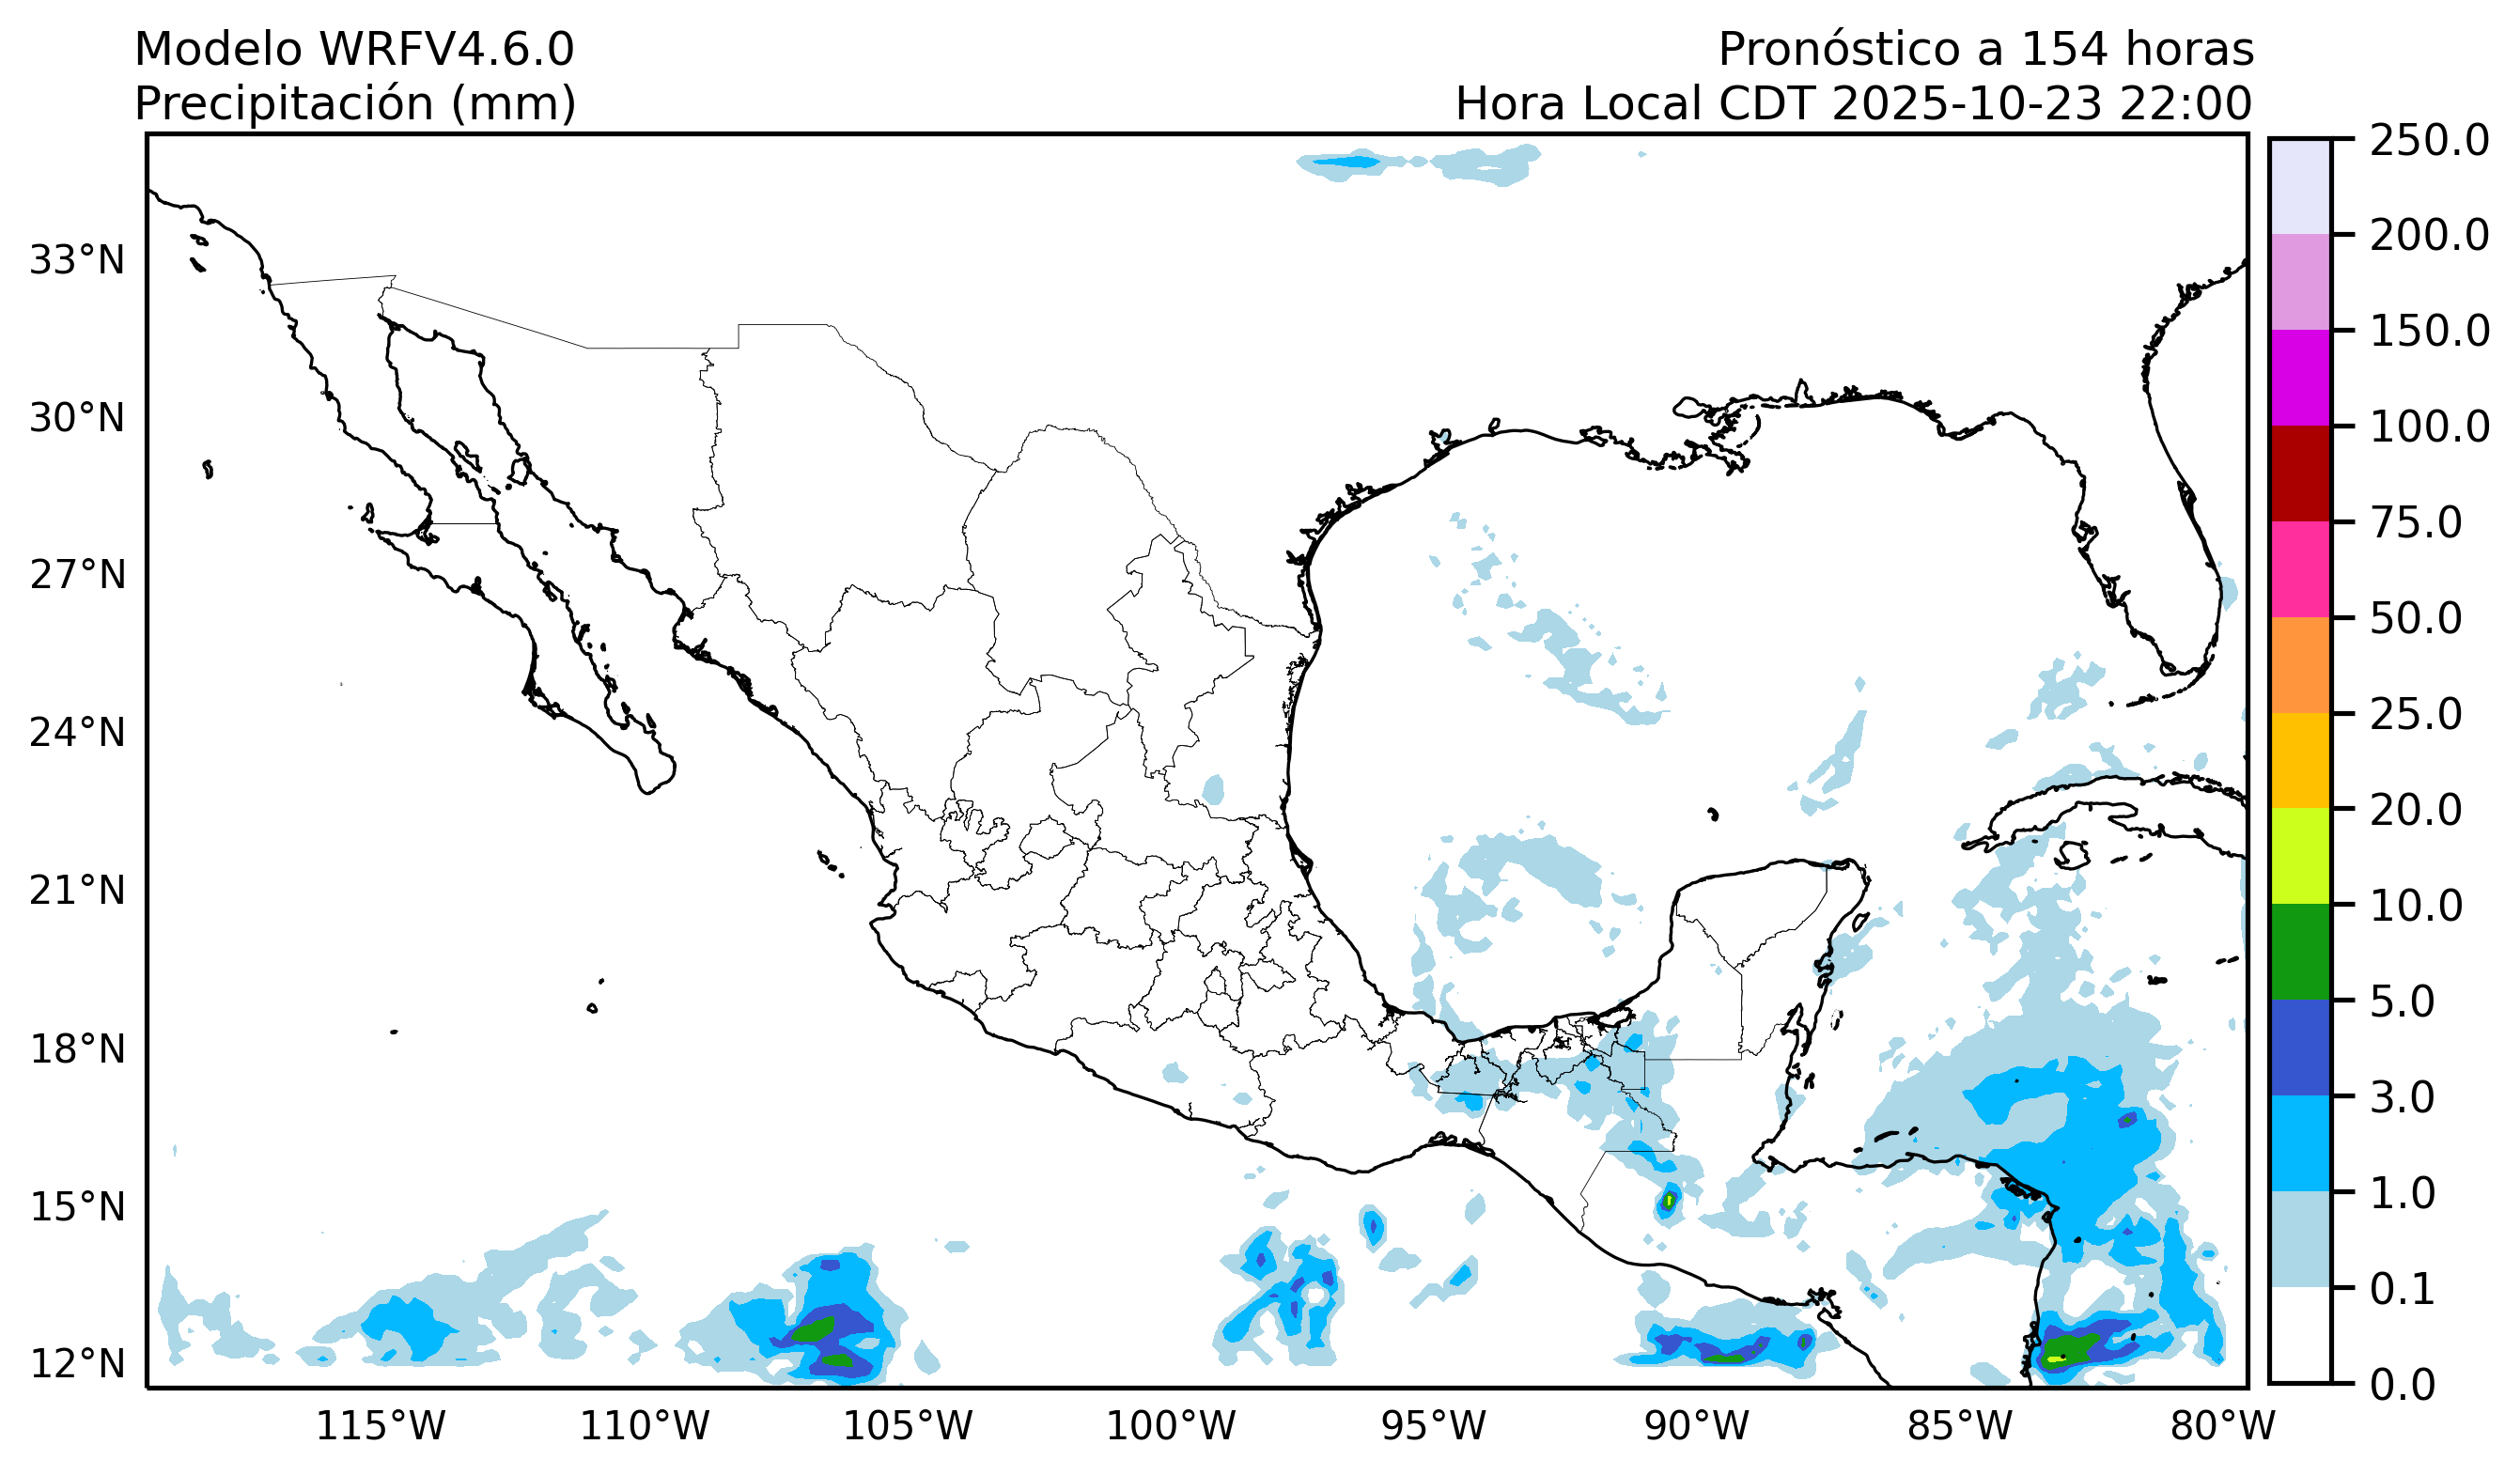 Modelo WRFV4.6.0
Precipitación (mm)
Pronóstico a 154 horas
Hora Local CDT 2025-10-23 22:00
33°N
30°N
27°N
24°N
21°N
18°N
15°N
12°N
115°W
110°W
105°W
100°W
95°W
90°W
85°W
80°W
250.0
200.0
150.0
100.0
75.0
50.0
25.0
20.0
10.0
5.0
3.0
1.0
0.1
0.0